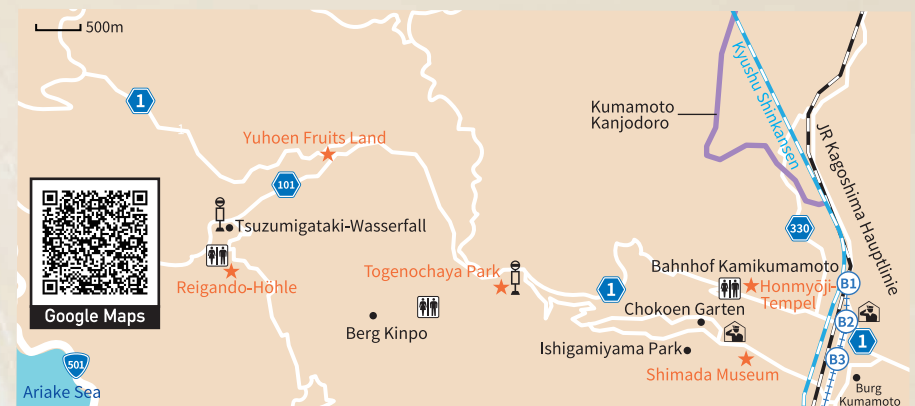 500m
1
Kumamoto
Kanjodoro
Kyushu Shinkansen
JR Kagoshima Hauptlinie
Yuhoen Fruits Land
101
Tsuzumigataki-Wasserfall
330
Reigando-Höhle
Togenochaya Park
1
Bahnhof Kamikumamoto
Honmyōji-
Tempel
B1
Google Maps
Chokoen Garten
B2
Berg Kinpo
1
Ishigamiyama Park
B3
501
Shimada Museum
Ariake Sea
Burg
Kumamoto